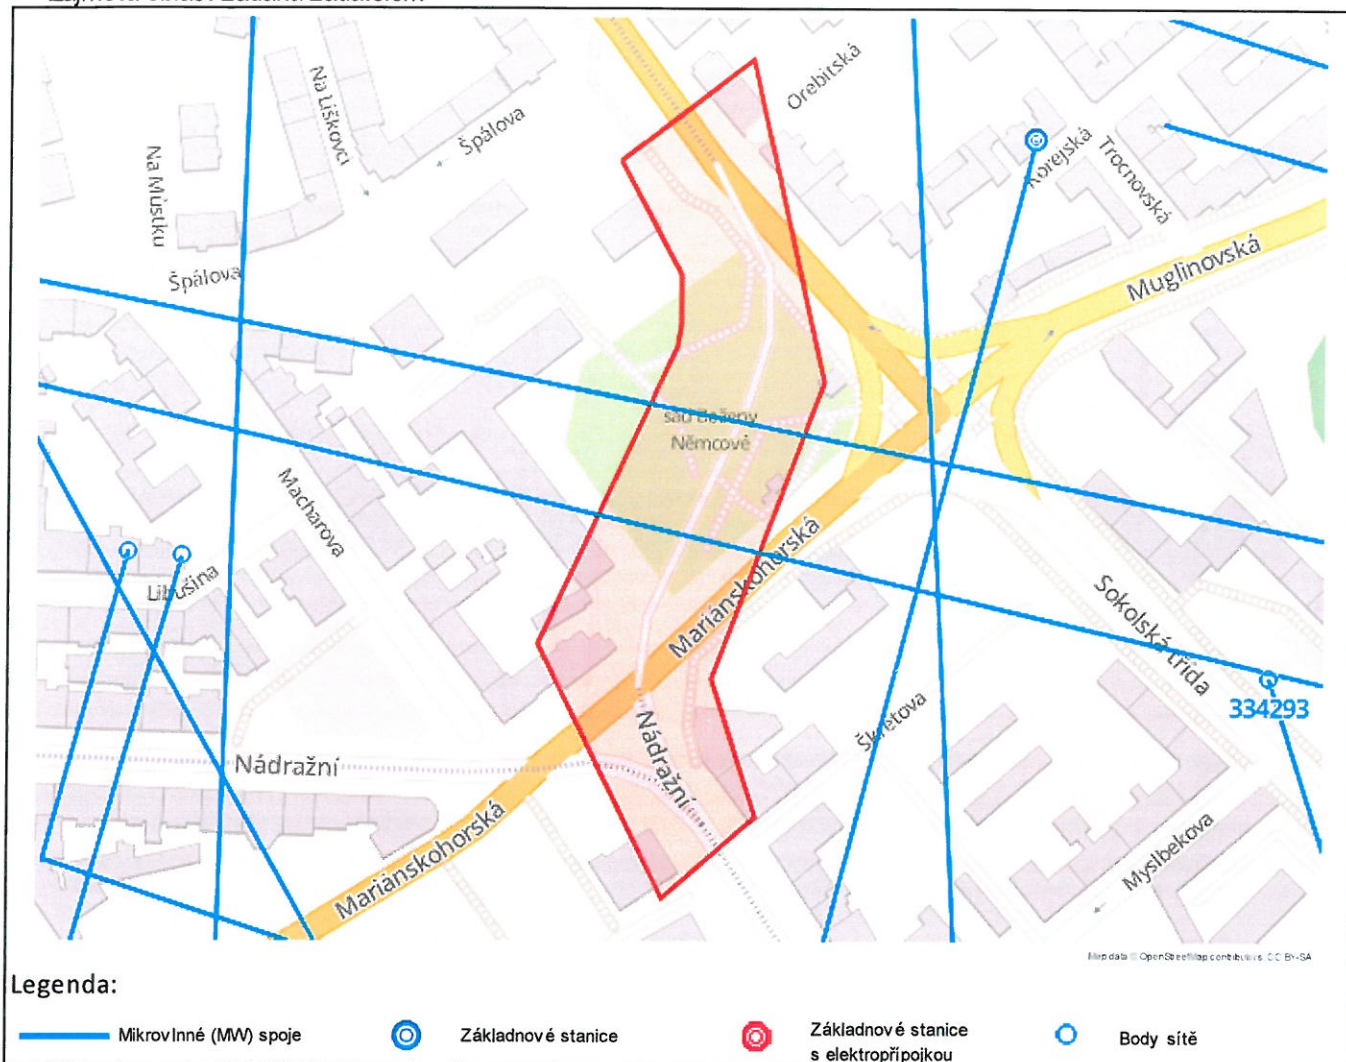 Orebitská
Na Liškovci
Špálova
Na Můstku
Korejská
Trocnovská
Špálova
Muglinovská
sad Boženy
Němcové
Macharova
Libušina
Mariánskohorská
Sokolská třída
334293
Škrétova
Nádražní
Nádražní
Mariánskohorská
Myslbekova
Map data © OpenStreetMap contributors, CC BY-SA
Legenda:
Mikrovlnné (MW) spoje
Základnové stanice
Základnové stanice
s elektropřípojkou
Body sítě